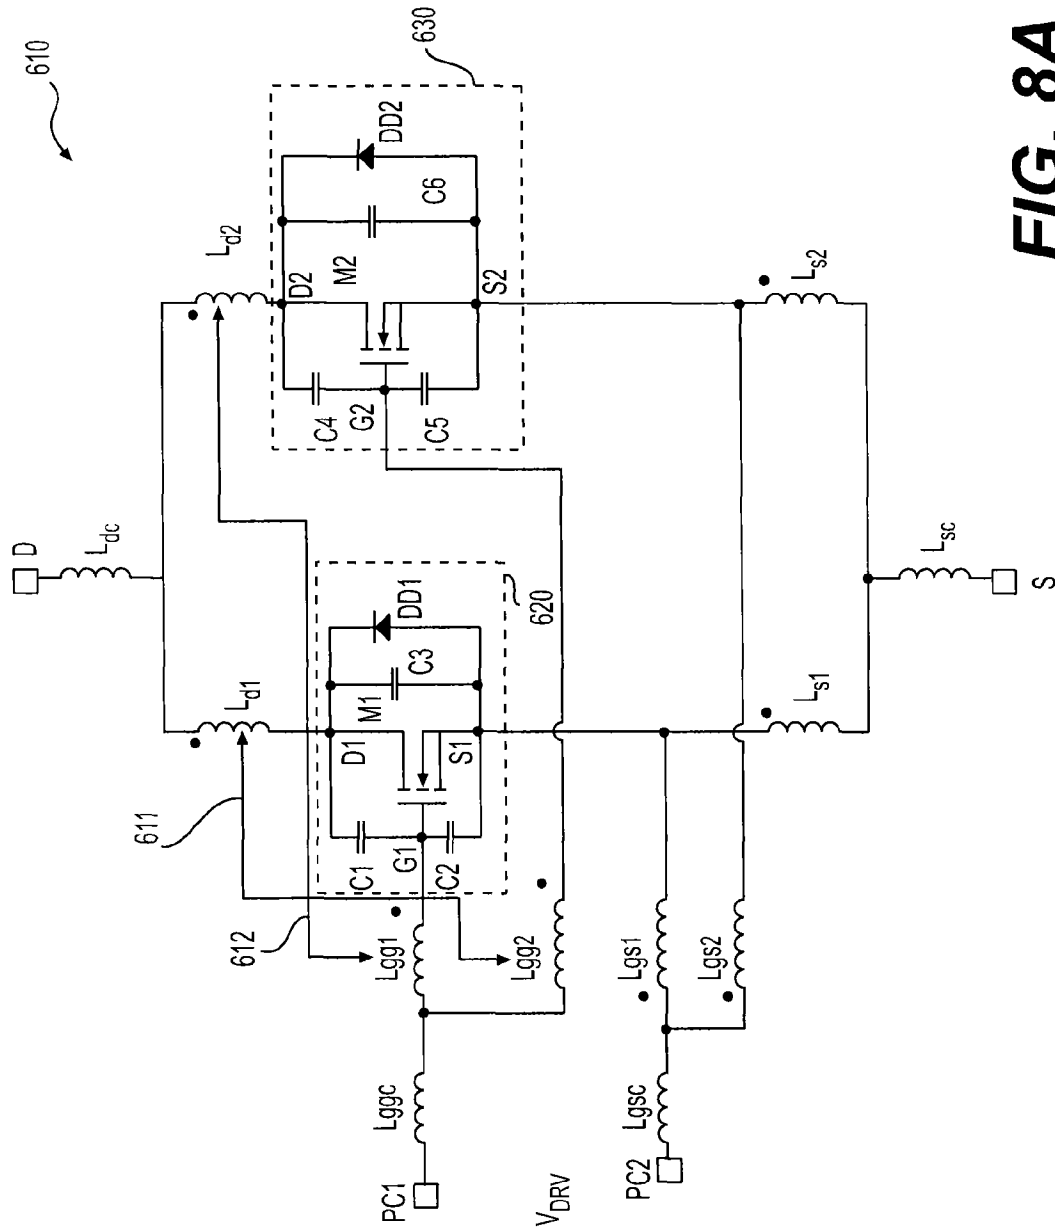 610
630
D
L_dc
L_d1
L_d2
611
612
D1
M1
C1
G1
C2
C3
S1
DD1
620
D2
M2
C4
G2
C5
C6
S2
DD2
Lgg1
Lgg2
Lggc
PC1
V_DRV
Lgs1
Lgs2
Lgsc
PC2
L_s1
L_s2
L_sc
S
FIG. 8A